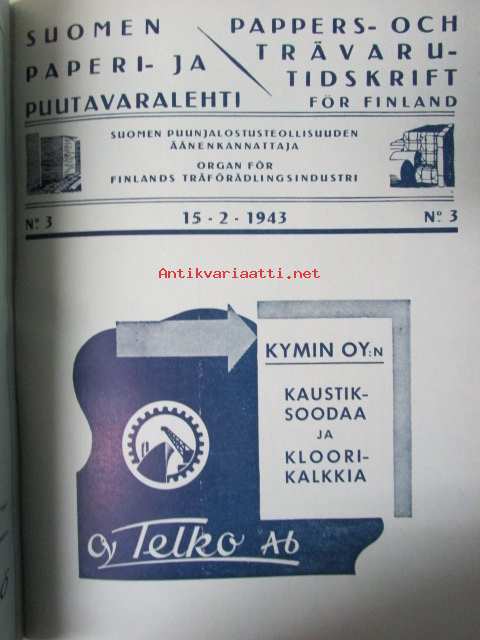 SUOMEN
PAPERI- JA
PUUTAVARALEHTI
PAPPERS- OCH
TRÄVARU-
TIDSKRIFT
FÖR FINLAND
SUOMEN PUUNJALOSTUSTEOLLISUUDEN
ÄÄNENKANNATTAJA
ORGAN FÖR
FINLANDS TRÄFÖRÄDLINGSINDUSTRI
No. 3
15 - 2 - 1943
No. 3
Antikvariaatti.net
KYMIN OY:N
KAUSTIK-
SOODAA
JA
KLOORI-
KALKKIA
Oy Telko Ab